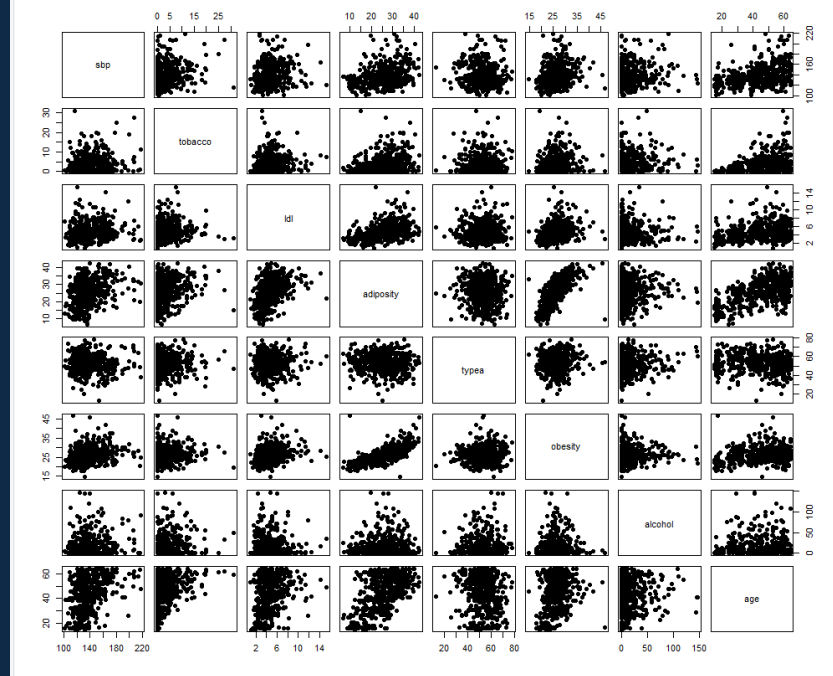 0 5 15 25
10 20 30 40
15 25 35 45
20 40 60
sbp
100 160 220
0 10 20 30
tobacco
ldl
2 6 10 14
10 20 30 40
adiposity
typea
20 40 60 80
15 25 35 45
obesity
alcohol
0 50 100
20 40 60
age
100 140 180 220
2 6 10 14
20 40 60 80
0 50 100 150